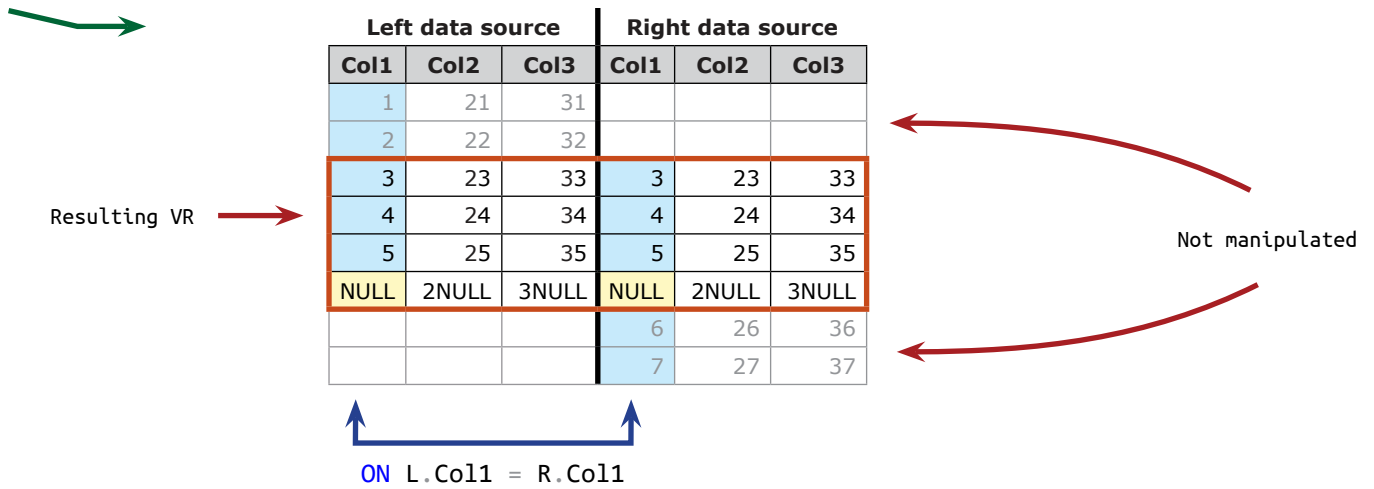 Left data source Right data source
Col1 Col2 Col3 Col1 Col2 Col3
1 21 31
2 22 32
3 23 33 3 23 33
Resulting VR 4 24 34 4 24 34
Not manipulated
5 25 35 5 25 35
NULL 2NULL 3NULL NULL 2NULL 3NULL
6 26 36
7 27 37
ON L.Col1 = R.Col1